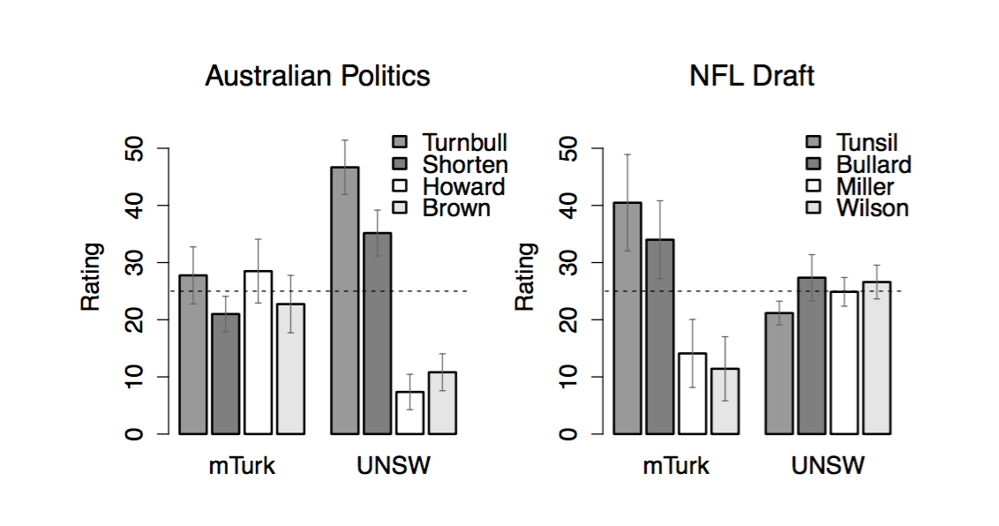 Australian Politics
Rating
0 10 20 30 40 50
Turnbull
Shorten
Howard
Brown
mTurk UNSW
NFL Draft
Rating
0 10 20 30 40 50
Tunsil
Bullard
Miller
Wilson
mTurk UNSW